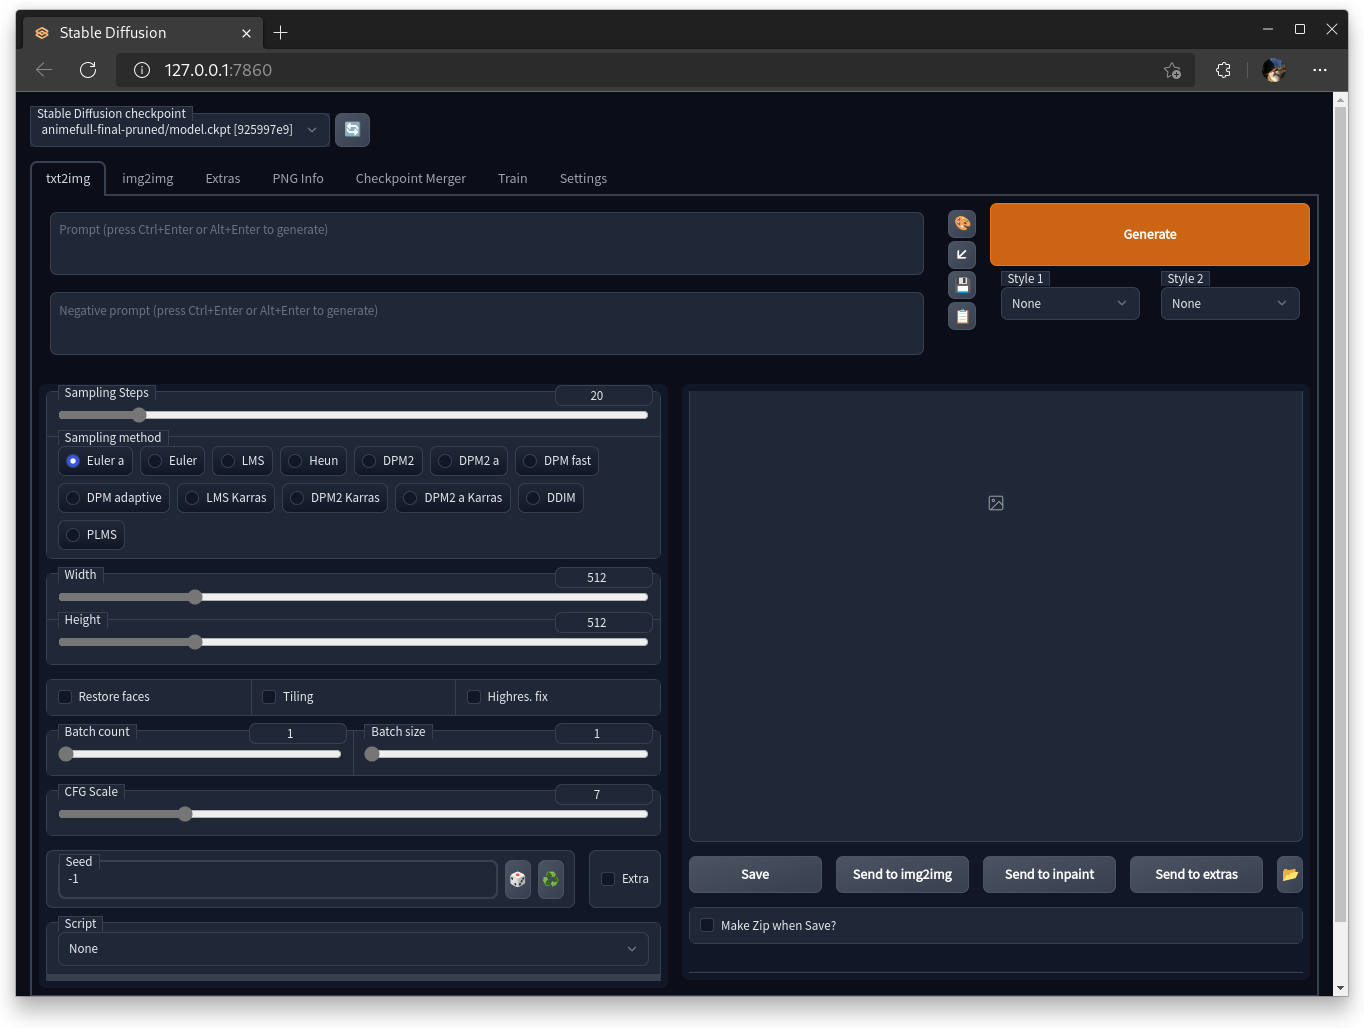 Stable Diffusion
127.0.0.1:7860
Stable Diffusion checkpoint
animefull-final-pruned/model.ckpt [925997e9]
txt2img img2img Extras PNG Info Checkpoint Merger Train Settings
Prompt (press Ctrl+Enter or Alt+Enter to generate)
Generate
Style 1 Style 2
None None
Negative prompt (press Ctrl+Enter or Alt+Enter to generate)
Sampling Steps 20
Sampling method
Euler a Euler LMS Heun DPM2 DPM2 a DPM fast
DPM adaptive LMS Karras DPM2 Karras DPM2 a Karras DDIM
PLMS
Width 512
Height 512
Restore faces Tiling Highres. fix
Batch count 1 Batch size 1
CFG Scale 7
Seed
-1
Extra
Script
None
Save Send to img2img Send to inpaint Send to extras
Make Zip when Save?